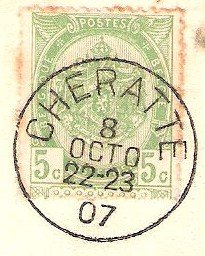 POSTES
CHERATTE
8
OCTO
22-23
07
5c 5c